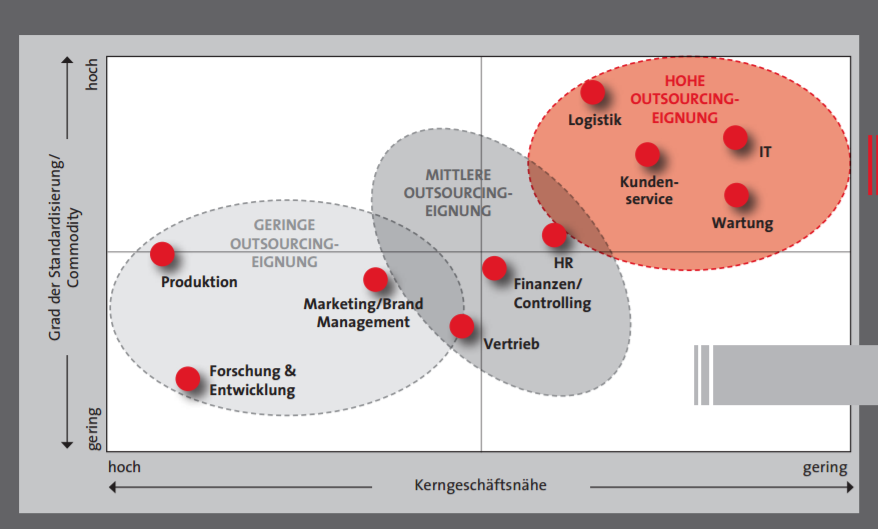 hoch
Grad der Standardisierung/
Commodity
gering
HOHE
OUTSOURCING-
EIGNUNG
Logistik
IT
Kunden-
service
Wartung
MITTLERE
OUTSOURCING-
EIGNUNG
GERINGE
OUTSOURCING-
EIGNUNG
HR
Produktion
Finanzen/
Controlling
Marketing/Brand
Management
Vertrieb
Forschung &
Entwicklung
hoch
gering
Kerngeschäftsnähe